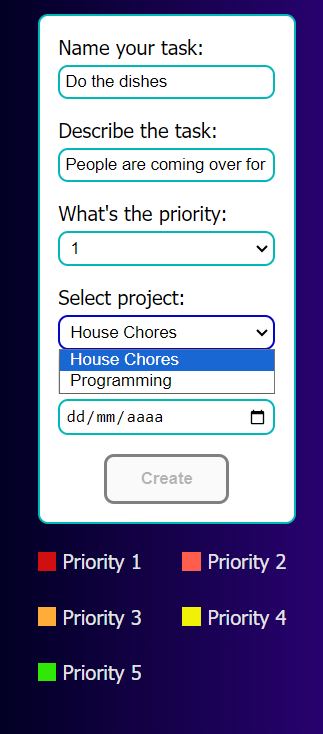 Name your task:
Do the dishes
Describe the task:
People are coming over for
What's the priority:
1
Select project:
House Chores
House Chores
Programming
dd/mm/aaaa
Create
Priority 1
Priority 2
Priority 3
Priority 4
Priority 5